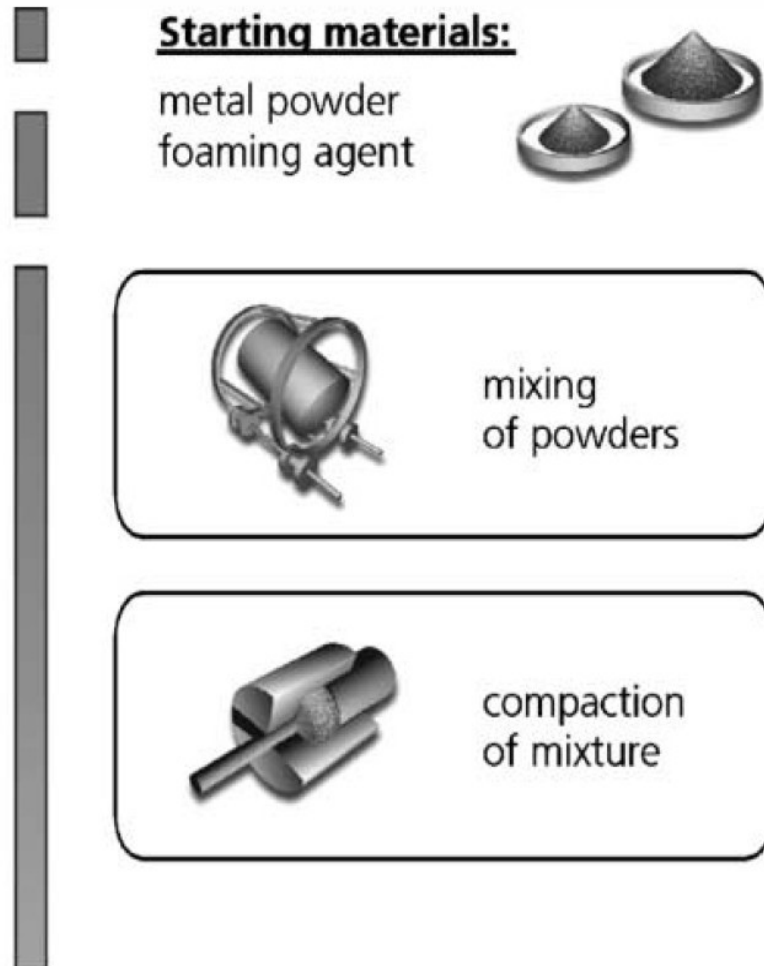 Starting materials:
metal powder
foaming agent
mixing
of powders
compaction
of mixture